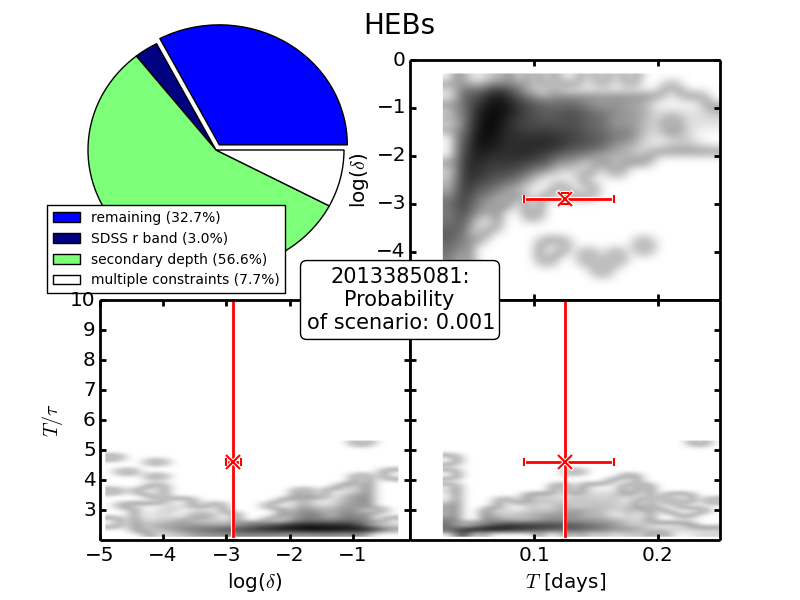 HEBs
remaining (32.7%)
SDSS r band (3.0%)
secondary depth (56.6%)
multiple constraints (7.7%)
0
−1
−2
−3
−4
log(δ)
2013385081:
Probability
of scenario: 0.001
10
9
8
7
6
5
4
3
T/τ
−5 −4 −3 −2 −1
log(δ)
0.1 0.2
T [days]